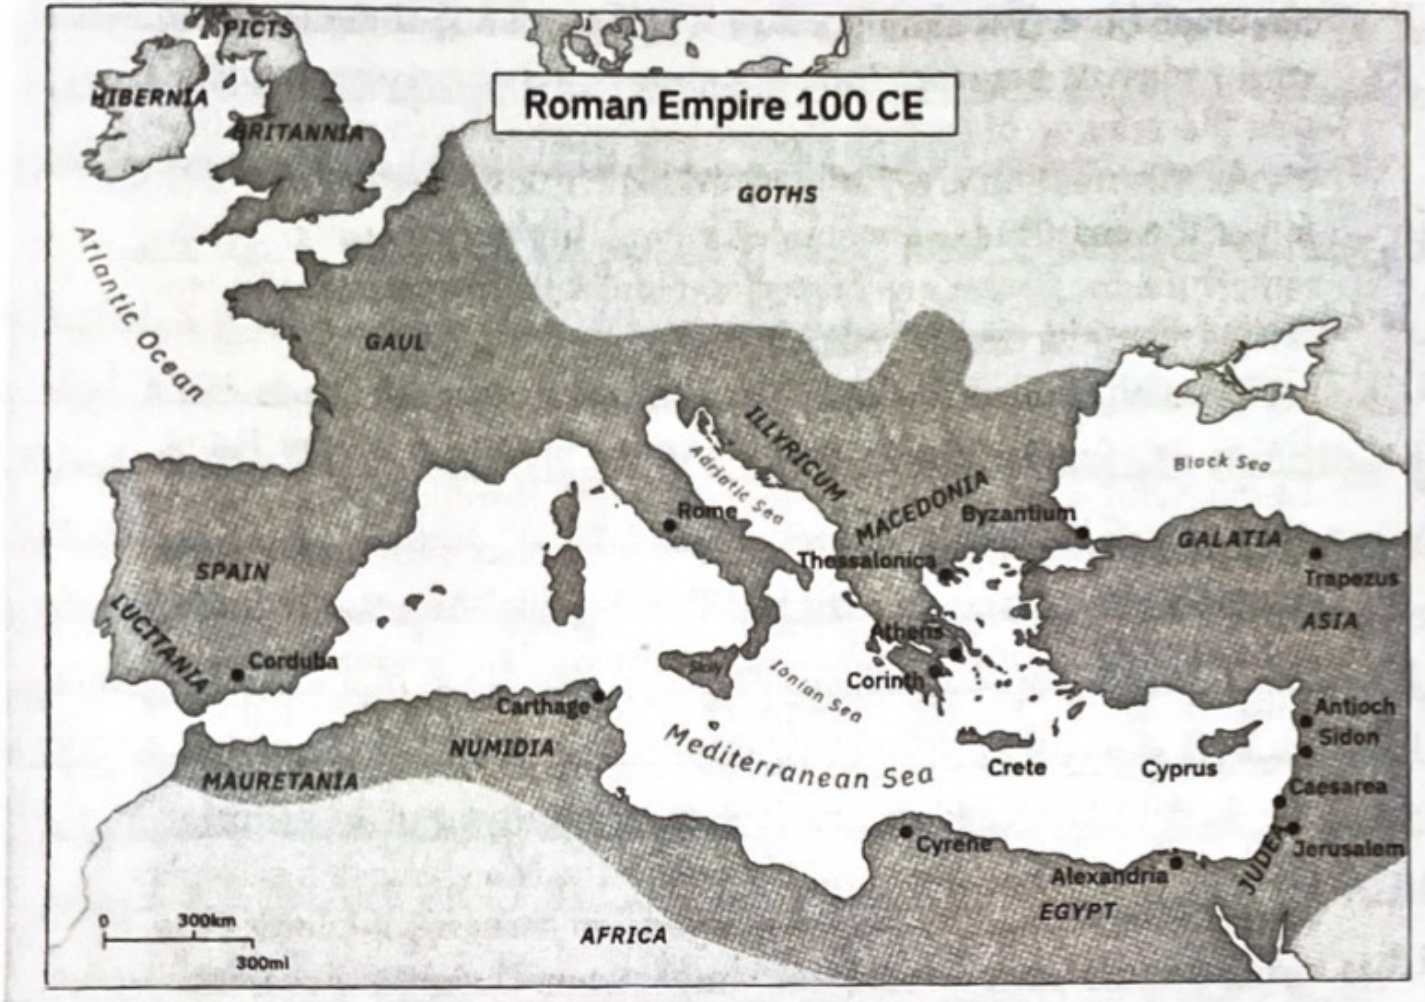 PICTS
HIBERNIA
BRITANNIA
Roman Empire 100 CE
GOTHS
Atlantic Ocean
GAUL
ILLYRICUM
Adriatic Sea
MACEDONIA
Black Sea
Rome
Byzantium
GALATIA
Thessalonica
Trapezus
SPAIN
LUCITANIA
ASIA
Athens
Corduba
Sicily
Ionian Sea
Corinth
Carthage
Antioch
Sidon
NUMIDIA
Mediterranean Sea
MAURETANIA
Crete
Cyprus
Caesarea
Cyrene
JUDEA
Jerusalem
Alexandria
EGYPT
AFRICA
0 300km
300mi